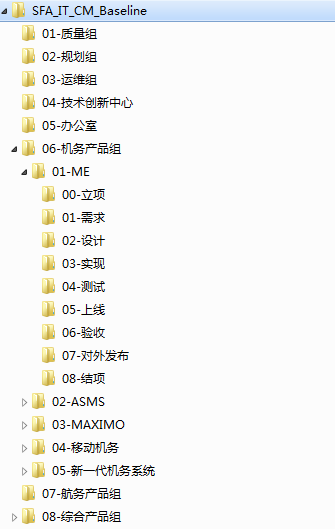 SFA_IT_CM_Baseline
01-质量组
02-规划组
03-运维组
04-技术创新中心
05-办公室
06-机务产品组
01-ME
00-立项
01-需求
02-设计
03-实现
04-测试
05-上线
06-验收
07-对外发布
08-结项
02-ASMS
03-MAXIMO
04-移动机务
05-新一代机务系统
07-航务产品组
08-综合产品组